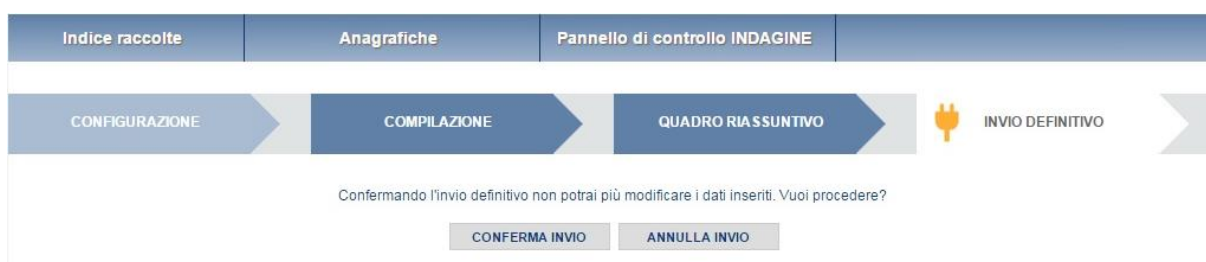 Indice raccolte Anagrafiche Pannello di controllo INDAGINE
CONFIGURAZIONE COMPILAZIONE QUADRO RIASSUNTIVO INVIO DEFINITIVO
Confermando l'invio definitivo non potrai più modificare i dati inseriti. Vuoi procedere?
CONFERMA INVIO ANNULLA INVIO